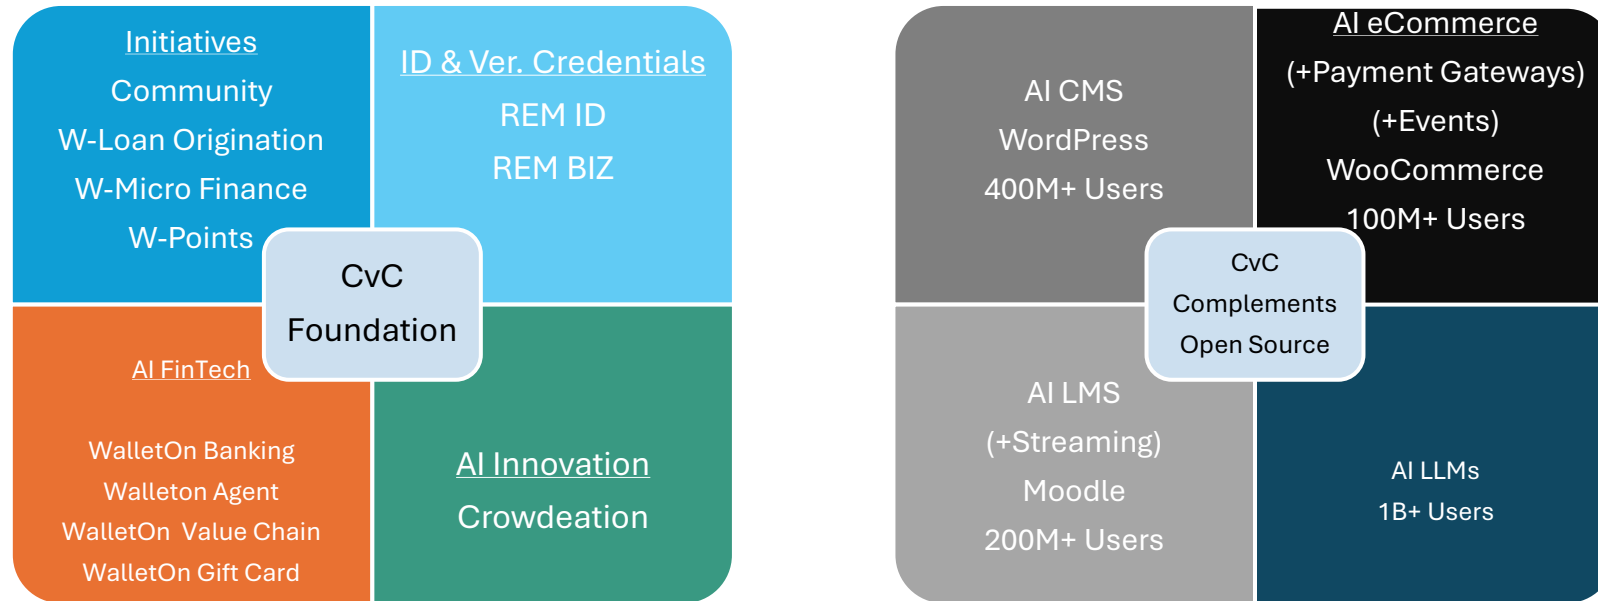 Initiatives
Community
W-Loan Origination
W-Micro Finance
W-Points
ID & Ver. Credentials
REM ID
REM BIZ
CvC
Foundation
AI FinTech
WalletOn Banking
Walleton Agent
WalletOn  Value Chain
WalletOn Gift Card
AI Innovation
Crowdeation
AI CMS
WordPress
400M+ Users
AI eCommerce
(+Payment Gateways)
(+Events)
WooCommerce
100M+ Users
CvC
Complements
Open Source
AI LMS
(+Streaming)
Moodle
200M+ Users
AI LLMs
1B+ Users